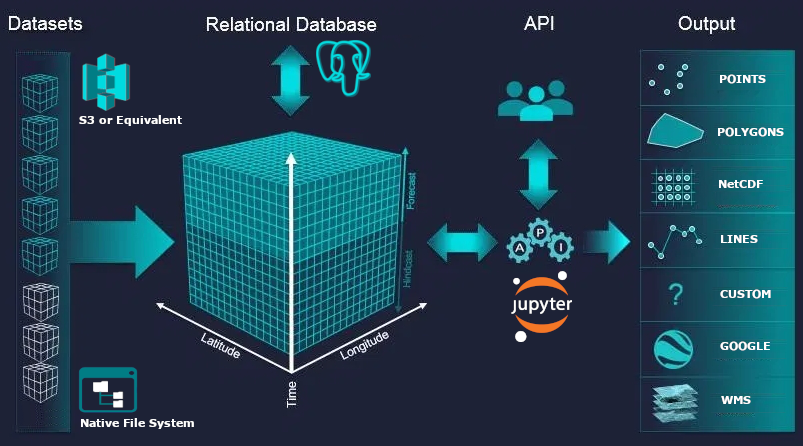 Datasets
Relational Database
API
Output
S3 or Equivalent
Native File System
Forecast
Hindcast
Latitude
Longitude
Time
A P I
jupyter
POINTS
POLYGONS
NetCDF
LINES
?
CUSTOM
GOOGLE
WMS